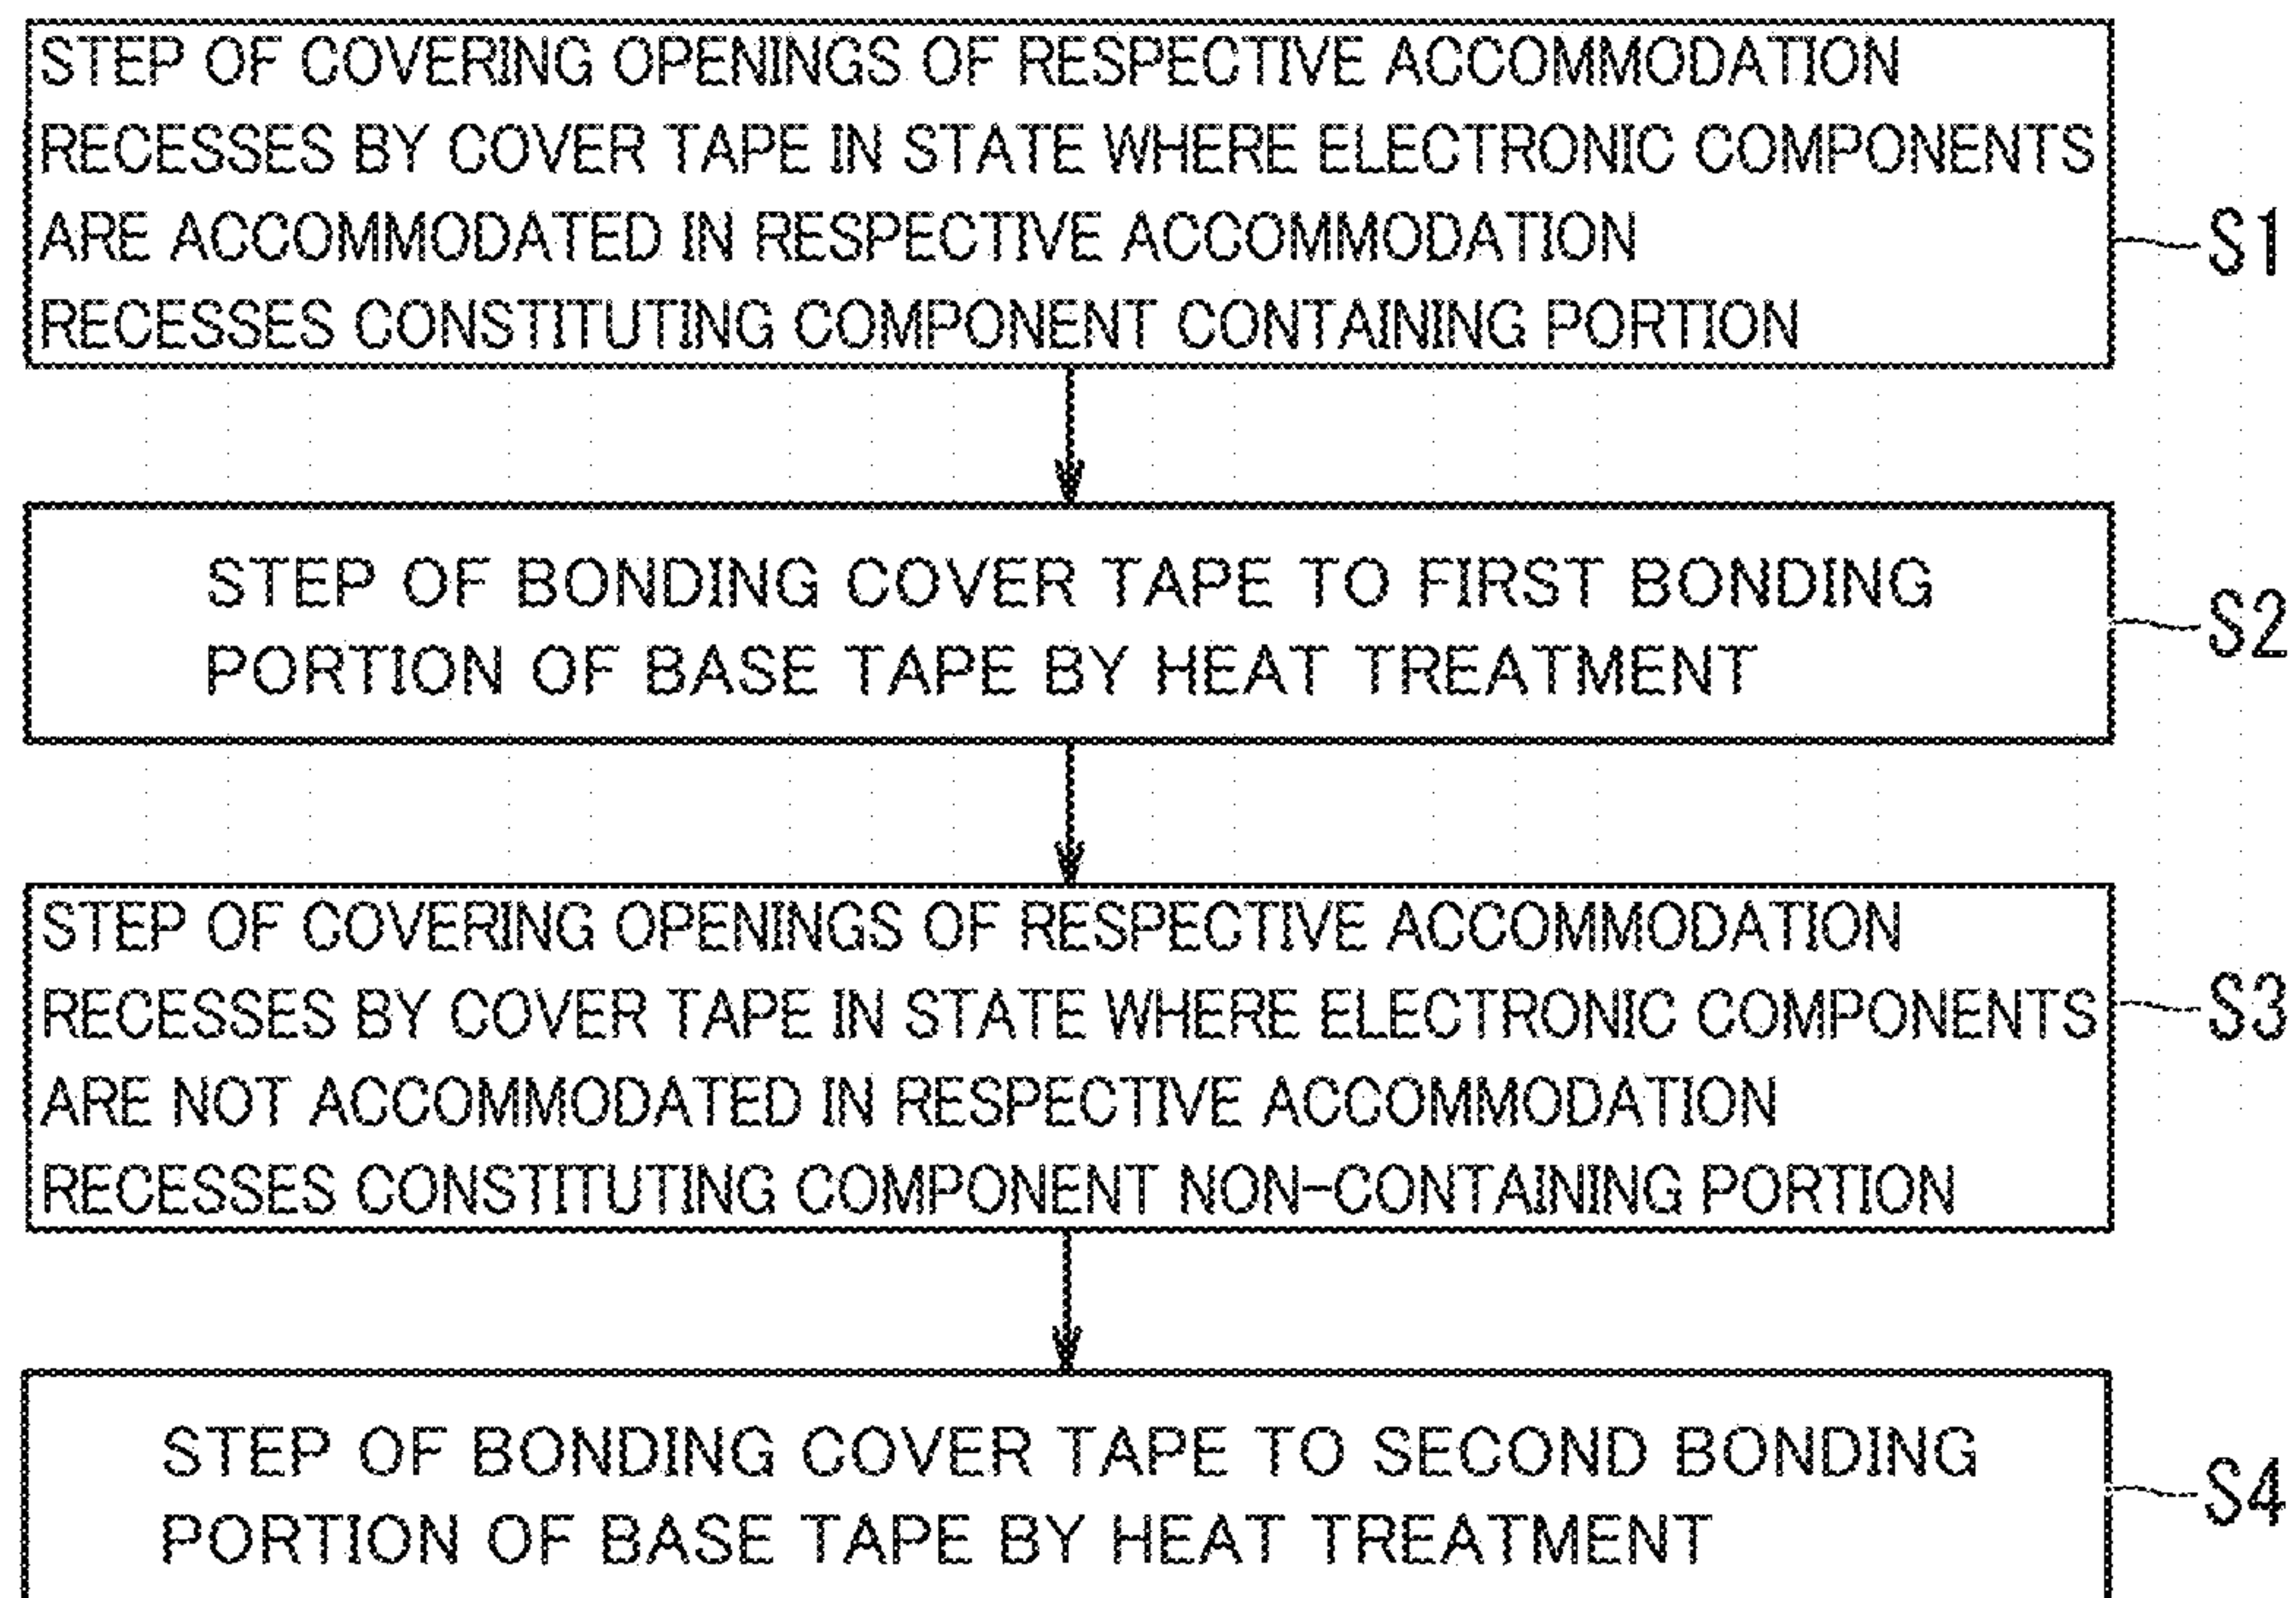 STEP OF COVERING OPENINGS OF RESPECTIVE ACCOMMODATION
RECESSES BY COVER TAPE IN STATE WHERE ELECTRONIC COMPONENTS
ARE ACCOMMODATED IN RESPECTIVE ACCOMMODATION
RECESSES CONSTITUTING COMPONENT CONTAINING PORTION
S1
STEP OF BONDING COVER TAPE TO FIRST BONDING
PORTION OF BASE TAPE BY HEAT TREATMENT
S2
STEP OF COVERING OPENINGS OF RESPECTIVE ACCOMMODATION
RECESSES BY COVER TAPE IN STATE WHERE ELECTRONIC COMPONENTS
ARE NOT ACCOMMODATED IN RESPECTIVE ACCOMMODATION
RECESSES CONSTITUTING COMPONENT NON-CONTAINING PORTION
S3
STEP OF BONDING COVER TAPE TO SECOND BONDING
PORTION OF BASE TAPE BY HEAT TREATMENT
S4